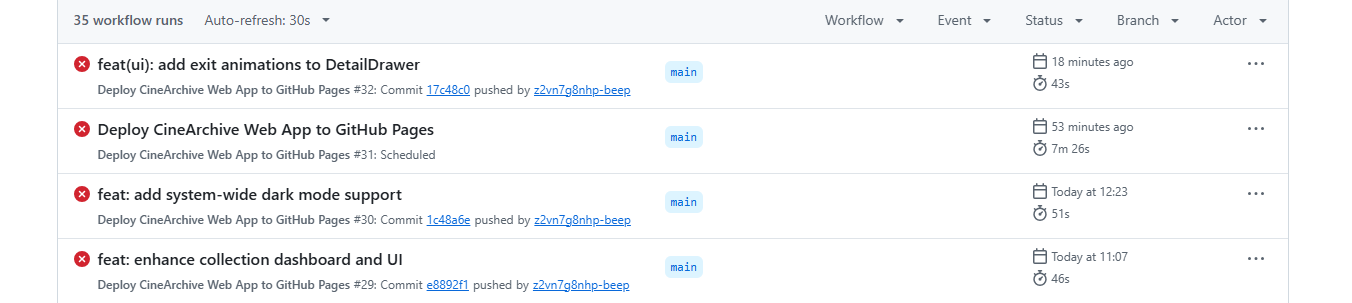 35 workflow runs Auto-refresh: 30s Workflow Event Status Branch Actor
feat(ui): add exit animations to DetailDrawer
main
18 minutes ago
Deploy CineArchive Web App to GitHub Pages #32: Commit 17c48c0 pushed by z2vn7g8nhp-beep
43s
Deploy CineArchive Web App to GitHub Pages
main
53 minutes ago
Deploy CineArchive Web App to GitHub Pages #31: Scheduled
7m 26s
feat: add system-wide dark mode support
main
Today at 12:23
Deploy CineArchive Web App to GitHub Pages #30: Commit 1c48a6e pushed by z2vn7g8nhp-beep
51s
feat: enhance collection dashboard and UI
main
Today at 11:07
Deploy CineArchive Web App to GitHub Pages #29: Commit e8892f1 pushed by z2vn7g8nhp-beep
46s